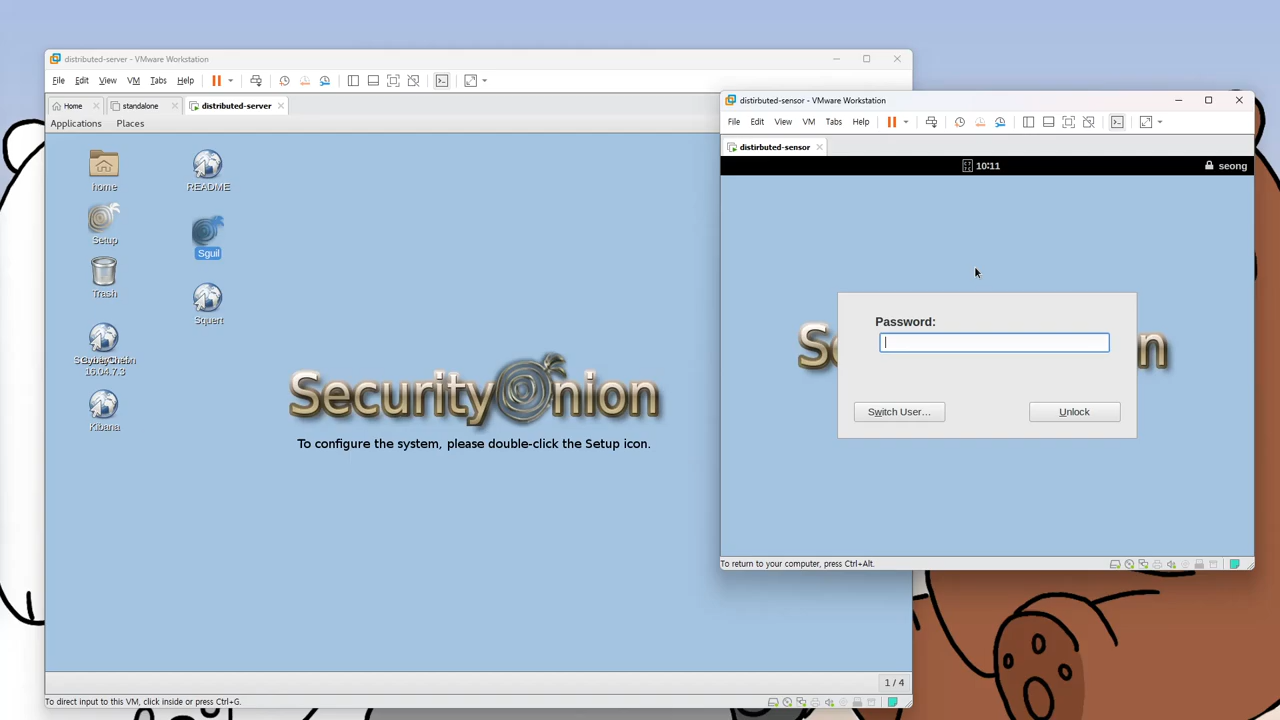 distributed-server - VMware Workstation
File Edit View VM Tabs Help
Home standalone distributed-server
Applications Places
home README
Setup Sguil
Trash Squert
CyberChef
16.04.7.3
Kibana
Security nion
To configure the system, please double-click the Setup icon.
1 / 4
To direct input to this VM, click inside or press Ctrl+G.
distirbuted-sensor - VMware Workstation
File Edit View VM Tabs Help
distirbuted-sensor
10:11 seong
Password:
Switch User... Unlock
To return to your computer, press Ctrl+Alt.